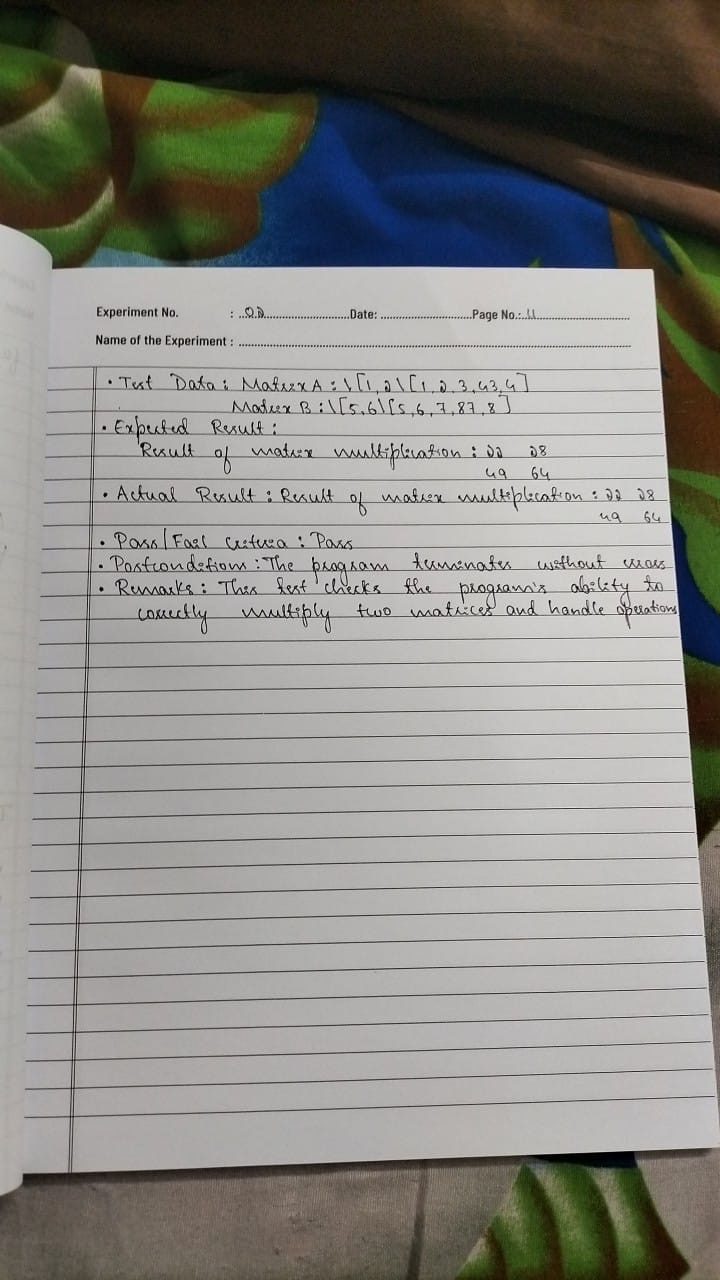 Experiment No. : 02 Date: Page No.: 11
Name of the Experiment :
• Test Data : Matrix A : \[1,2\[1,2,3,43,4]
Matrix B : \[5,6\[5,6,7,87,8]
• Expected Result :
Result of matrix multiplication : 22 28
49 64
• Actual Result : Result of matrix multiplication : 22 28
49 64
• Pass/Fail Criteria : Pass
• Postcondition : The program terminates without errors
• Remarks : This test checks the program's ability to
correctly multiply two matrices and handle operations